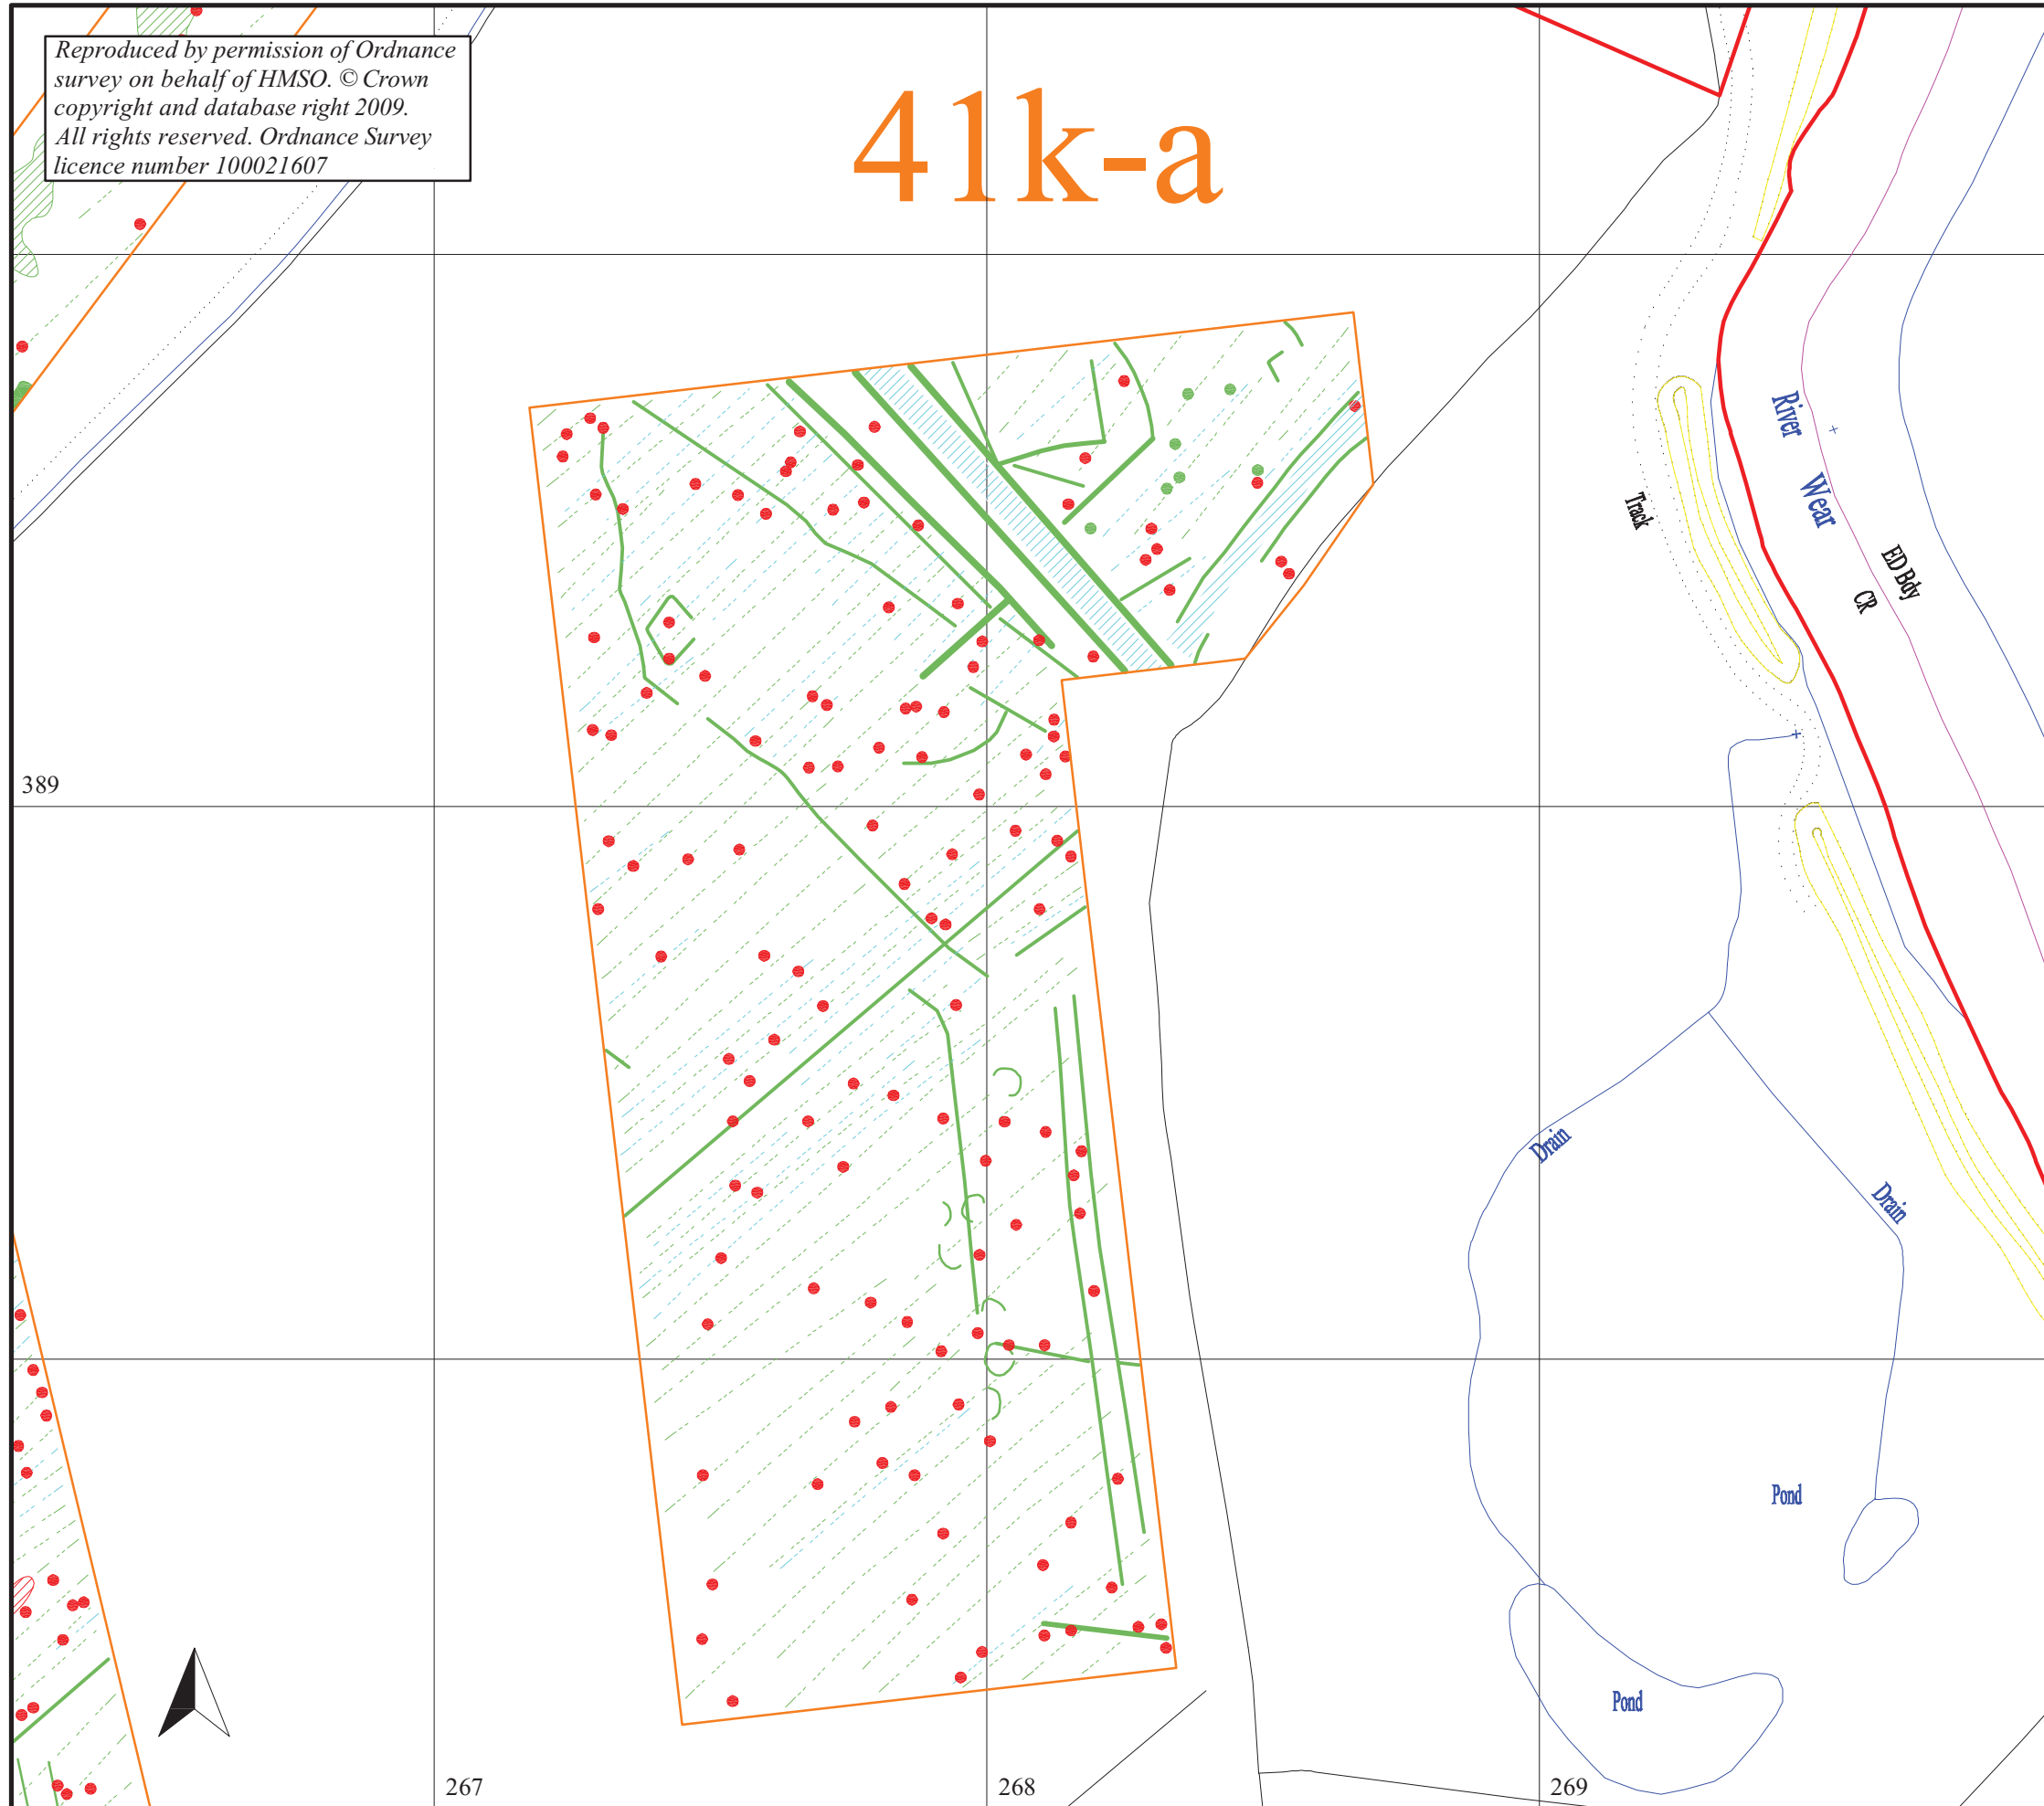 Reproduced by permission of Ordnance
survey on behalf of HMSO. © Crown
copyright and database right 2009.
All rights reserved. Ordnance Survey
licence number 100021607
41k-a
River Wear
Track
ED Bdy
CR
389
Drain
Drain
Pond
Pond
267
268
269